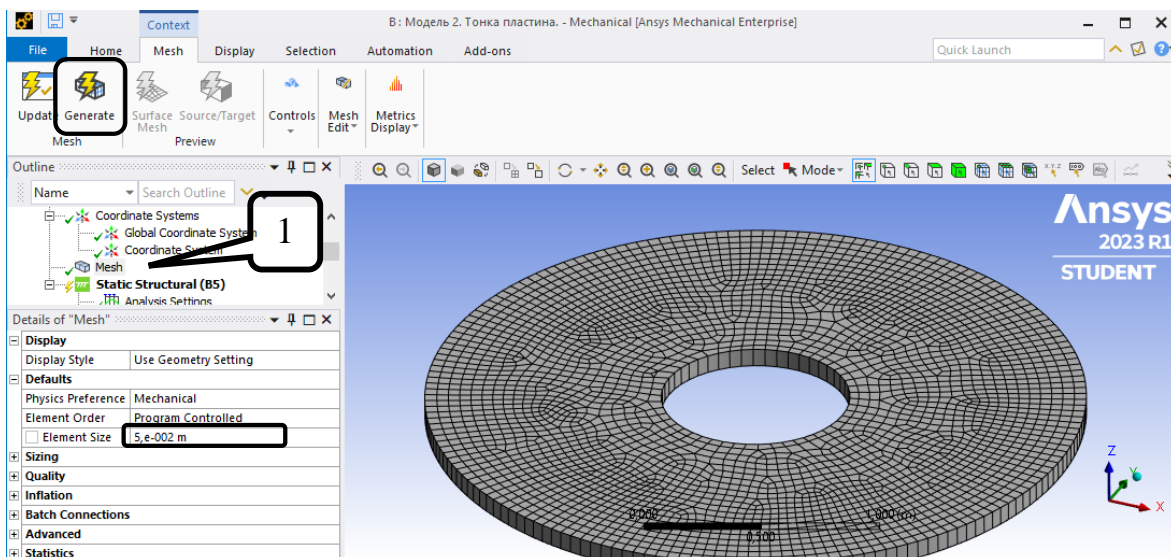 Context
B : Модель 2. Тонка пластина. - Mechanical [Ansys Mechanical Enterprise]
File Home Mesh Display Selection Automation Add-ons
Quick Launch
Update Generate Surface Mesh Source/Target Controls Mesh Edit Metrics Display
Mesh Preview
Outline
Name Search Outline
Select Mode
Coordinate Systems
Global Coordinate System
Coordinate System
1
Mesh
Static Structural (B5)
Analysis Settings
Ansys
2023 R1
STUDENT
Details of "Mesh"
Display
Display Style Use Geometry Setting
Defaults
Physics Preference Mechanical
Element Order Program Controlled
Element Size 5,e-002 m
Sizing
Quality
Inflation
Batch Connections
Advanced
Statistics
0,000 1,000 (m)
0,500
Z
Y
X